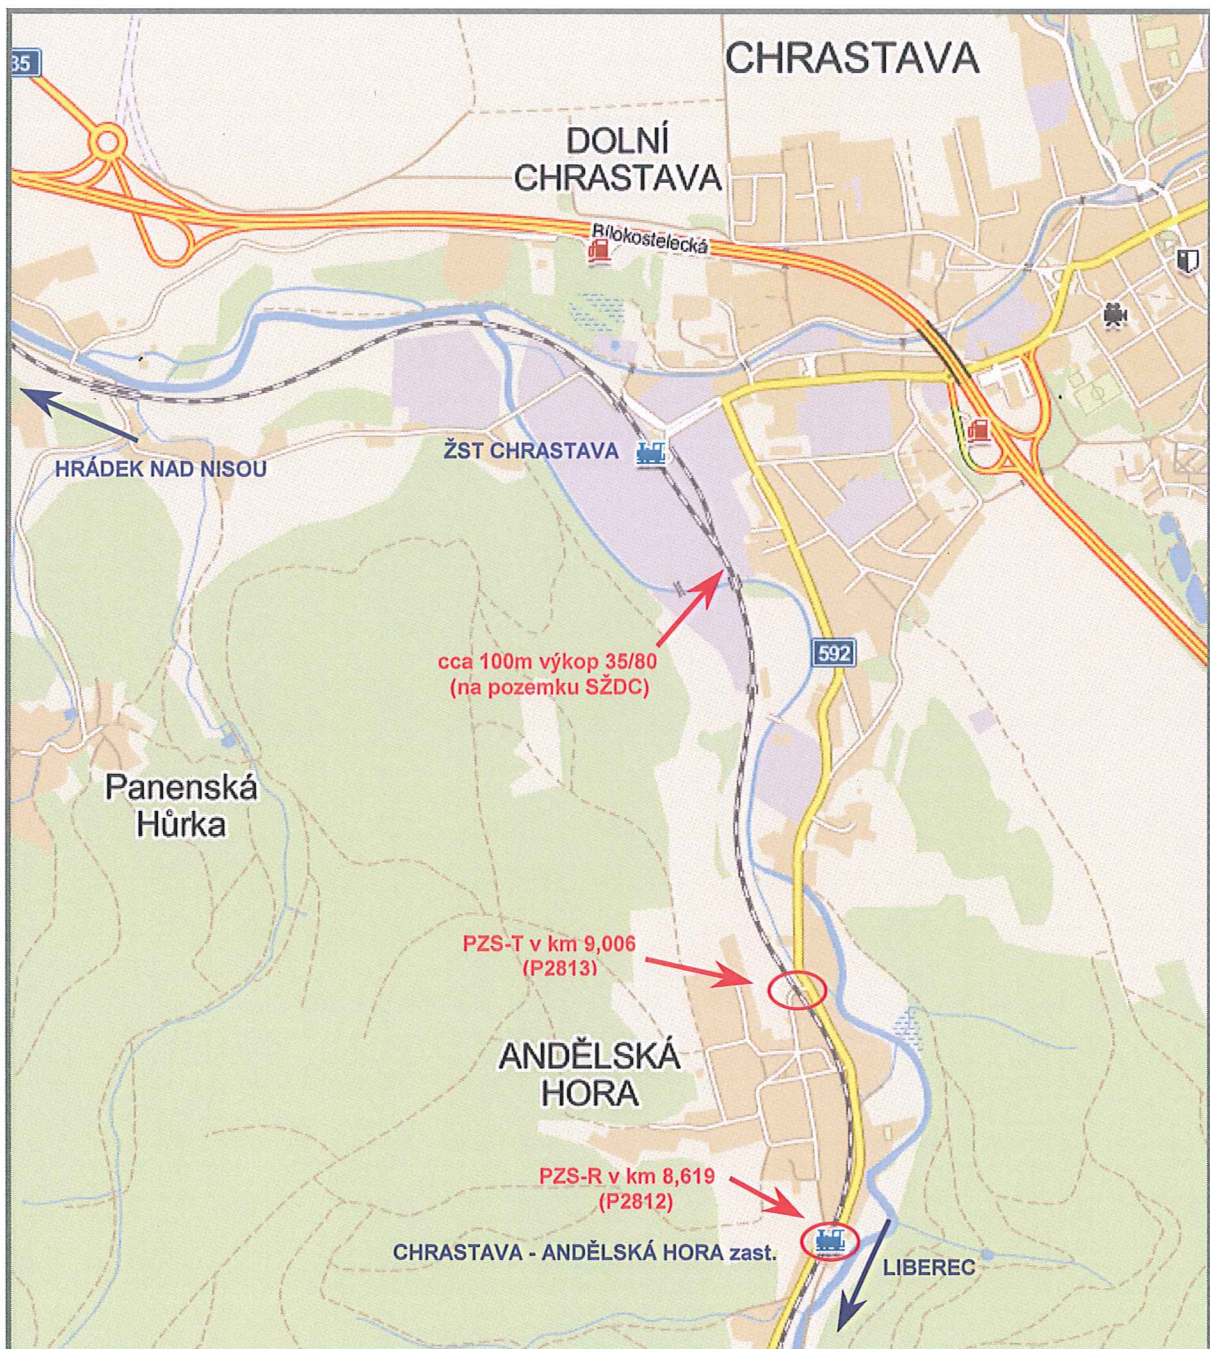 35
CHRASTAVA
DOLNÍ
CHRASTAVA
Bílokostelecká
ŽST CHRASTAVA
HRÁDEK NAD NISOU
cca 100m výkop 35/80
(na pozemku SŽDC)
592
Panenská
Hůrka
PZS-T v km 9,006
(P2813)
ANDĚLSKÁ
HORA
PZS-R v km 8,619
(P2812)
CHRASTAVA - ANDĚLSKÁ HORA zast.
LIBEREC